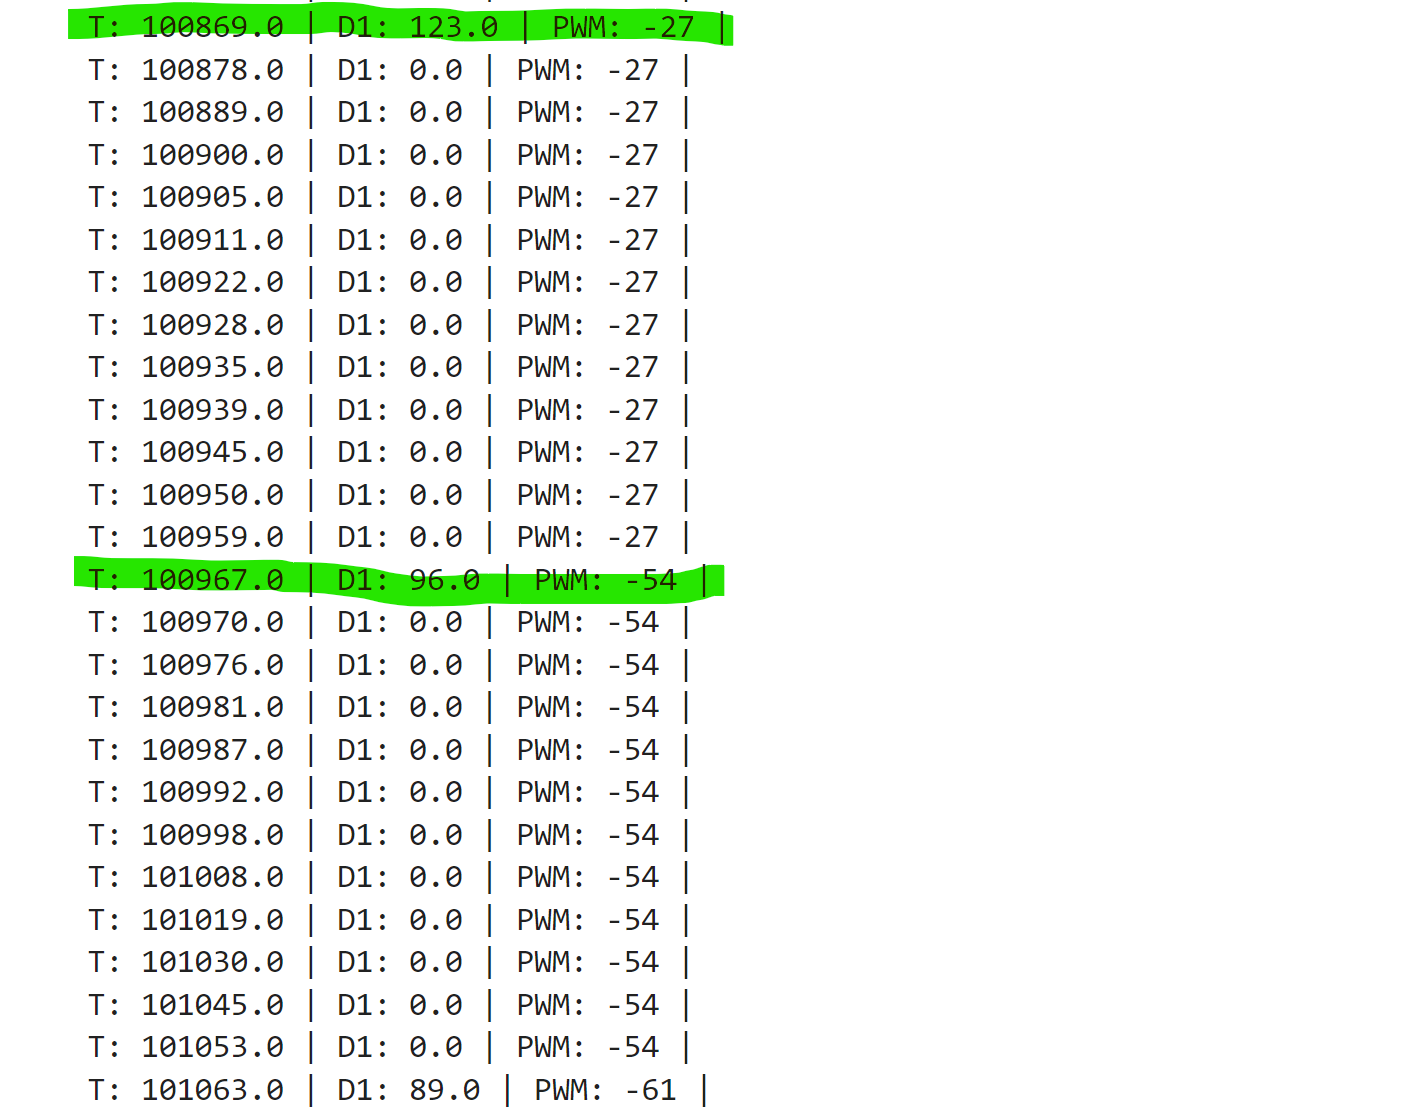 T: 100869.0 | D1: 123.0 | PWM: -27 |
T: 100878.0 | D1: 0.0 | PWM: -27 |
T: 100889.0 | D1: 0.0 | PWM: -27 |
T: 100900.0 | D1: 0.0 | PWM: -27 |
T: 100905.0 | D1: 0.0 | PWM: -27 |
T: 100911.0 | D1: 0.0 | PWM: -27 |
T: 100922.0 | D1: 0.0 | PWM: -27 |
T: 100928.0 | D1: 0.0 | PWM: -27 |
T: 100935.0 | D1: 0.0 | PWM: -27 |
T: 100939.0 | D1: 0.0 | PWM: -27 |
T: 100945.0 | D1: 0.0 | PWM: -27 |
T: 100950.0 | D1: 0.0 | PWM: -27 |
T: 100959.0 | D1: 0.0 | PWM: -27 |
T: 100967.0 | D1: 96.0 | PWM: -54 |
T: 100970.0 | D1: 0.0 | PWM: -54 |
T: 100976.0 | D1: 0.0 | PWM: -54 |
T: 100981.0 | D1: 0.0 | PWM: -54 |
T: 100987.0 | D1: 0.0 | PWM: -54 |
T: 100992.0 | D1: 0.0 | PWM: -54 |
T: 100998.0 | D1: 0.0 | PWM: -54 |
T: 101008.0 | D1: 0.0 | PWM: -54 |
T: 101019.0 | D1: 0.0 | PWM: -54 |
T: 101030.0 | D1: 0.0 | PWM: -54 |
T: 101045.0 | D1: 0.0 | PWM: -54 |
T: 101053.0 | D1: 0.0 | PWM: -54 |
T: 101063.0 | D1: 89.0 | PWM: -61 |